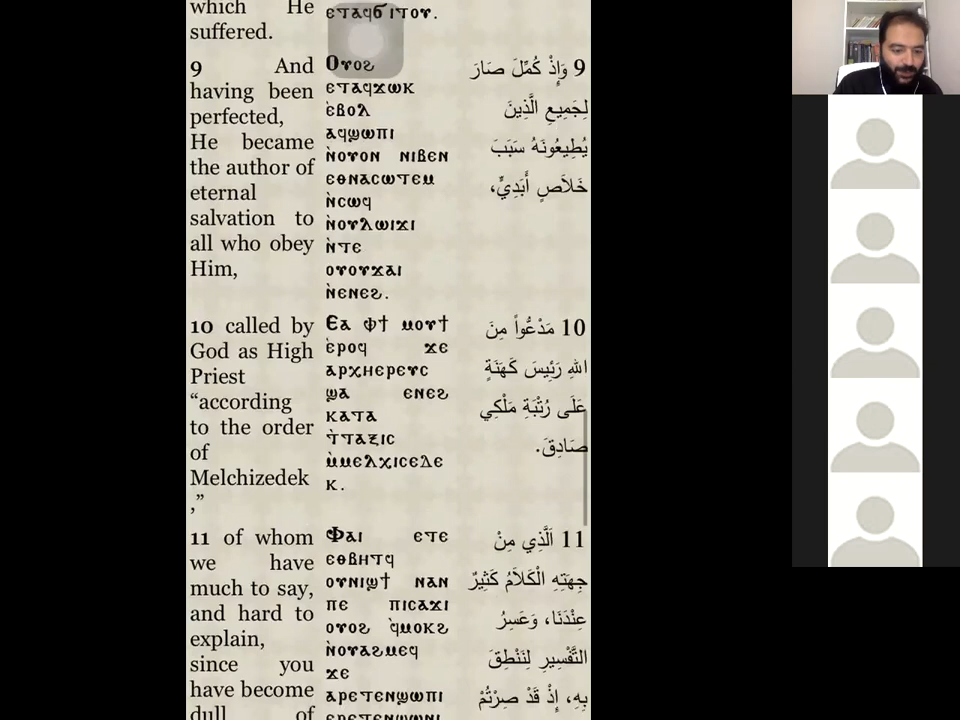 which He
suffered.
9 And
having been
perfected,
He became
the author of
eternal
salvation to
all who obey
Him,
10 called by
God as High
Priest
“according
to the order
of
Melchizedek
,”
11 of whom
we have
much to say,
and hard to
explain,
since you
have become
dull of
ⲉⲧⲁϥϭⲓⲧⲟⲩ.
Ⲟⲩⲟϩ
ⲉⲧⲁϥϫⲱⲕ
ⲉ̀ⲃⲟⲗ
ⲁϥϣⲱⲡⲓ
ⲛ̀ⲟⲩⲟⲛ ⲛⲓⲃⲉⲛ
ⲉⲑⲛⲁⲥⲱⲧⲉⲙ
ⲛ̀ⲥⲱϥ
ⲛ̀ⲟⲩⲗⲱⲓϫⲓ
ⲛ̀ⲧⲉ
ⲟⲩⲟⲩϫⲁⲓ
ⲛ̀ⲉⲛⲉϩ.
Ⲉⲁ ⲫϯ ⲙⲟⲩϯ
ⲉ̀ⲣⲟϥ ϫⲉ
ⲁⲣⲭⲏⲉⲣⲉⲩⲥ
ϣⲁ ⲉⲛⲉϩ
ⲕⲁⲧⲁ
ϯ̀ⲧⲁⲝⲓⲥ
ⲙ̀ⲙⲉⲗⲭⲓⲥⲉⲇⲉ
ⲕ.
Ⲫⲁⲓ ⲉⲧⲉ
ⲉⲑⲃⲏⲧϥ
ⲟⲩⲛⲓϣϯ ⲛⲁⲛ
ⲡⲉ ⲡⲓⲥⲁϫⲓ
ⲟⲩⲟϩ ϥ̀ⲙⲟⲕϩ
ⲛ̀ⲟⲩⲁϩⲙⲉϥ
ϫⲉ
ⲁⲣⲉⲧⲉⲛϣⲱⲡⲓ
9 وَإِذْ كُمِّلَ صَارَ
لِجَمِيعِ الَّذِينَ
يُطِيعُونَهُ سَبَبَ
خَلاَصٍ أَبَدِيٍّ،
10 مَدْعُوّاً مِنَ
اللهِ رَئِيسَ كَهَنَةٍ
عَلَى رُتْبَةِ مَلْكِي
صَادِقَ.
11 اَلَّذِي مِنْ
جِهَتِهِ الْكَلاَمُ كَثِيرٌ
عِنْدَنَا، وَعَسِرُ
التَّفْسِيرِ لِنَنْطِقَ
بِهِ، إِذْ قَدْ صِرْتُمْ